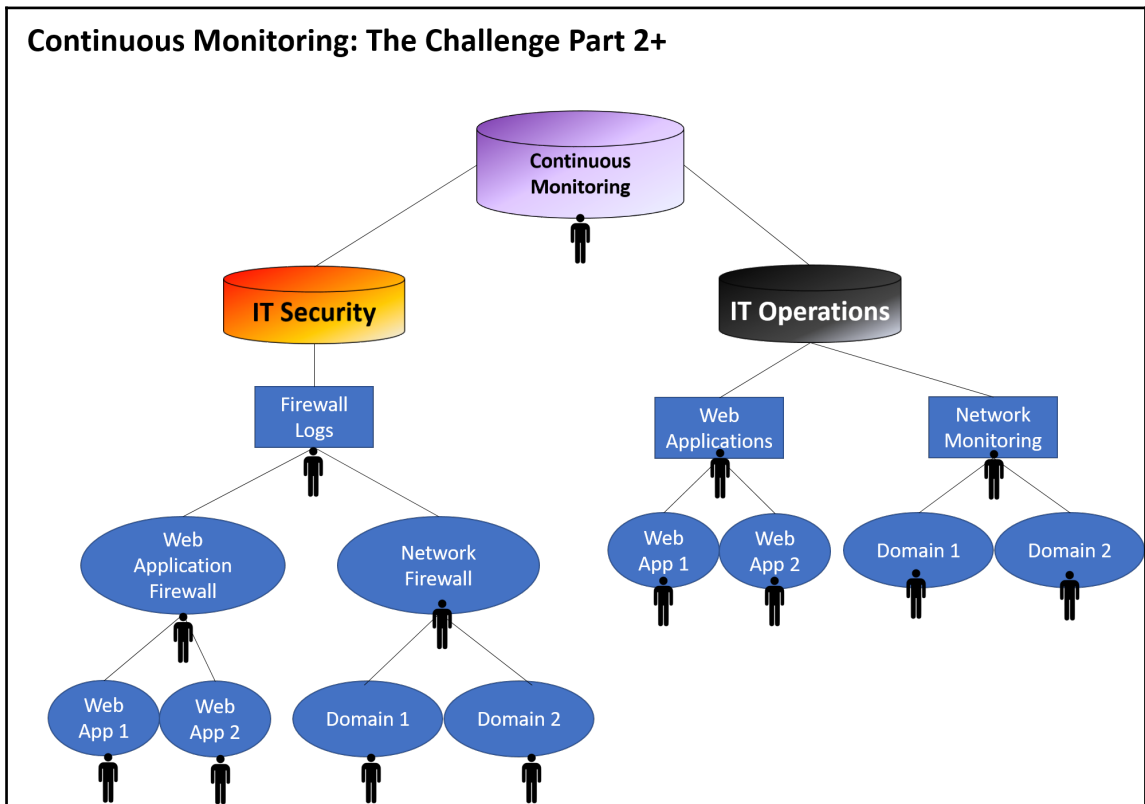 Continuous Monitoring: The Challenge Part 2+
Continuous
Monitoring
IT Security
IT Operations
Firewall
Logs
Web
Applications
Network
Monitoring
Web
Application
Firewall
Network
Firewall
Web
App 1
Web
App 2
Domain 1
Domain 2
Web
App 1
Web
App 2
Domain 1
Domain 2